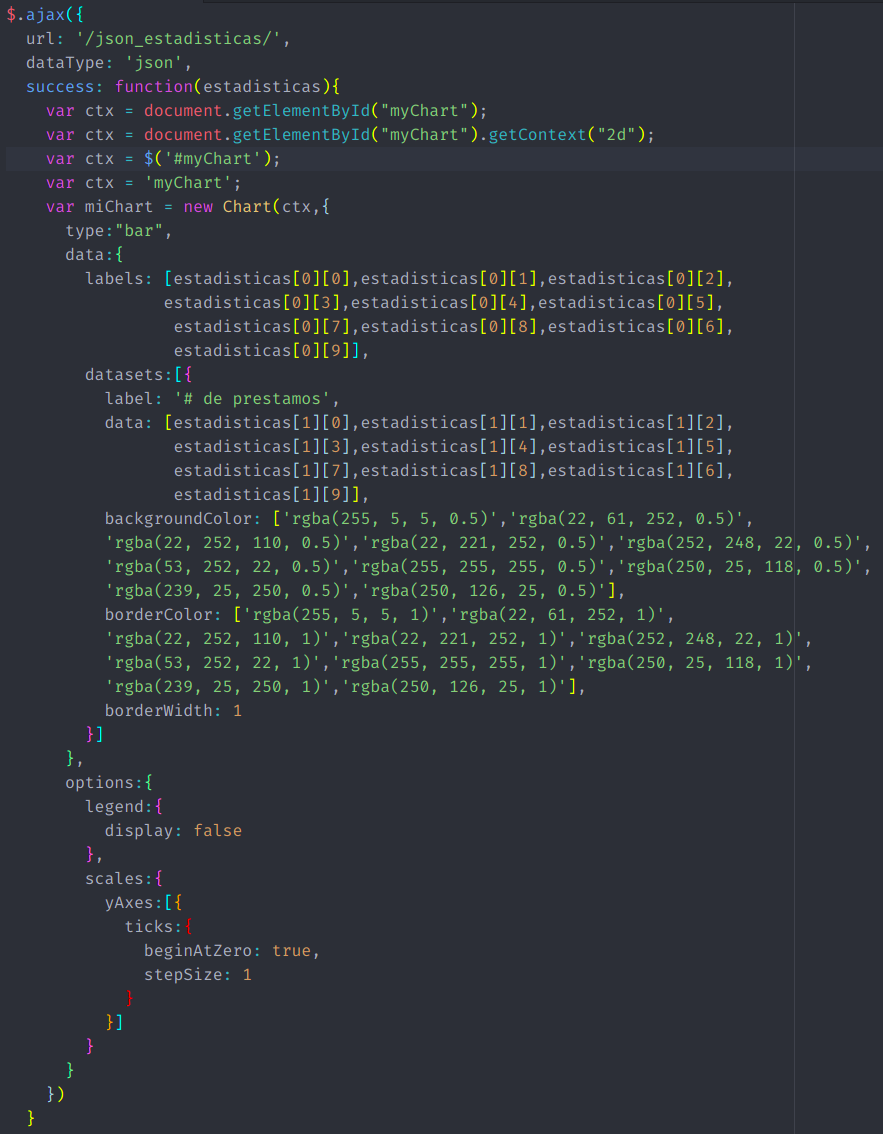 $.ajax({
  url: '/json_estadisticas/',
  dataType: 'json',
  success: function(estadisticas){
    var ctx = document.getElementById("myChart");
    var ctx = document.getElementById("myChart").getContext("2d");
    var ctx = $('#myChart');
    var ctx = 'myChart';
    var miChart = new Chart(ctx,{
      type:"bar",
      data:{
        labels: [estadisticas[0][0],estadisticas[0][1],estadisticas[0][2],
                estadisticas[0][3],estadisticas[0][4],estadisticas[0][5],
                 estadisticas[0][7],estadisticas[0][8],estadisticas[0][6],
                 estadisticas[0][9]],
        datasets:[{
          label: '# de prestamos',
          data: [estadisticas[1][0],estadisticas[1][1],estadisticas[1][2],
                 estadisticas[1][3],estadisticas[1][4],estadisticas[1][5],
                 estadisticas[1][7],estadisticas[1][8],estadisticas[1][6],
                 estadisticas[1][9]],
          backgroundColor: ['rgba(255, 5, 5, 0.5)','rgba(22, 61, 252, 0.5)',
          'rgba(22, 252, 110, 0.5)','rgba(22, 221, 252, 0.5)','rgba(252, 248, 22, 0.5)',
          'rgba(53, 252, 22, 0.5)','rgba(255, 255, 255, 0.5)','rgba(250, 25, 118, 0.5)',
          'rgba(239, 25, 250, 0.5)','rgba(250, 126, 25, 0.5)'],
          borderColor: ['rgba(255, 5, 5, 1)','rgba(22, 61, 252, 1)',
          'rgba(22, 252, 110, 1)','rgba(22, 221, 252, 1)','rgba(252, 248, 22, 1)',
          'rgba(53, 252, 22, 1)','rgba(255, 255, 255, 1)','rgba(250, 25, 118, 1)',
          'rgba(239, 25, 250, 1)','rgba(250, 126, 25, 1)'],
          borderWidth: 1
        }]
      },
      options:{
        legend:{
          display: false
        },
        scales:{
          yAxes:[{
            ticks:{
              beginAtZero: true,
              stepSize: 1
            }
          }]
        }
      }
    })
  }